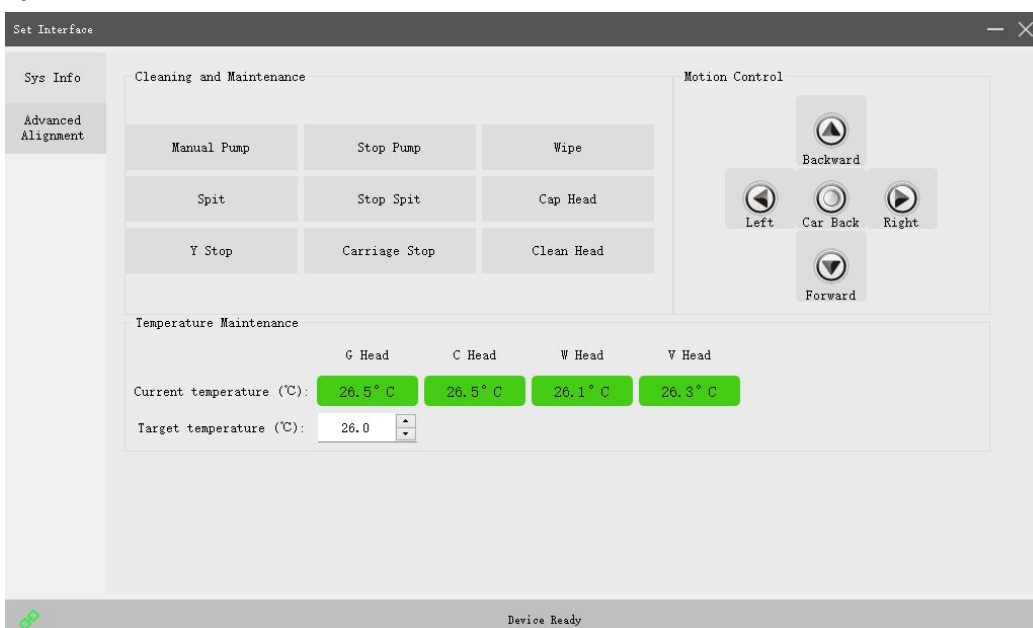 Set Interface
Sys Info
Advanced
Alignment
Cleaning and Maintenance
Manual Pump
Stop Pump
Wipe
Spit
Stop Spit
Cap Head
Y Stop
Carriage Stop
Clean Head
Motion Control
Backward
Left
Car Back
Right
Forward
Temperature Maintenance
G Head
C Head
W Head
V Head
Current temperature (℃):
26.5° C
26.5° C
26.1° C
26.3° C
Target temperature (℃):
26.0
Device Ready